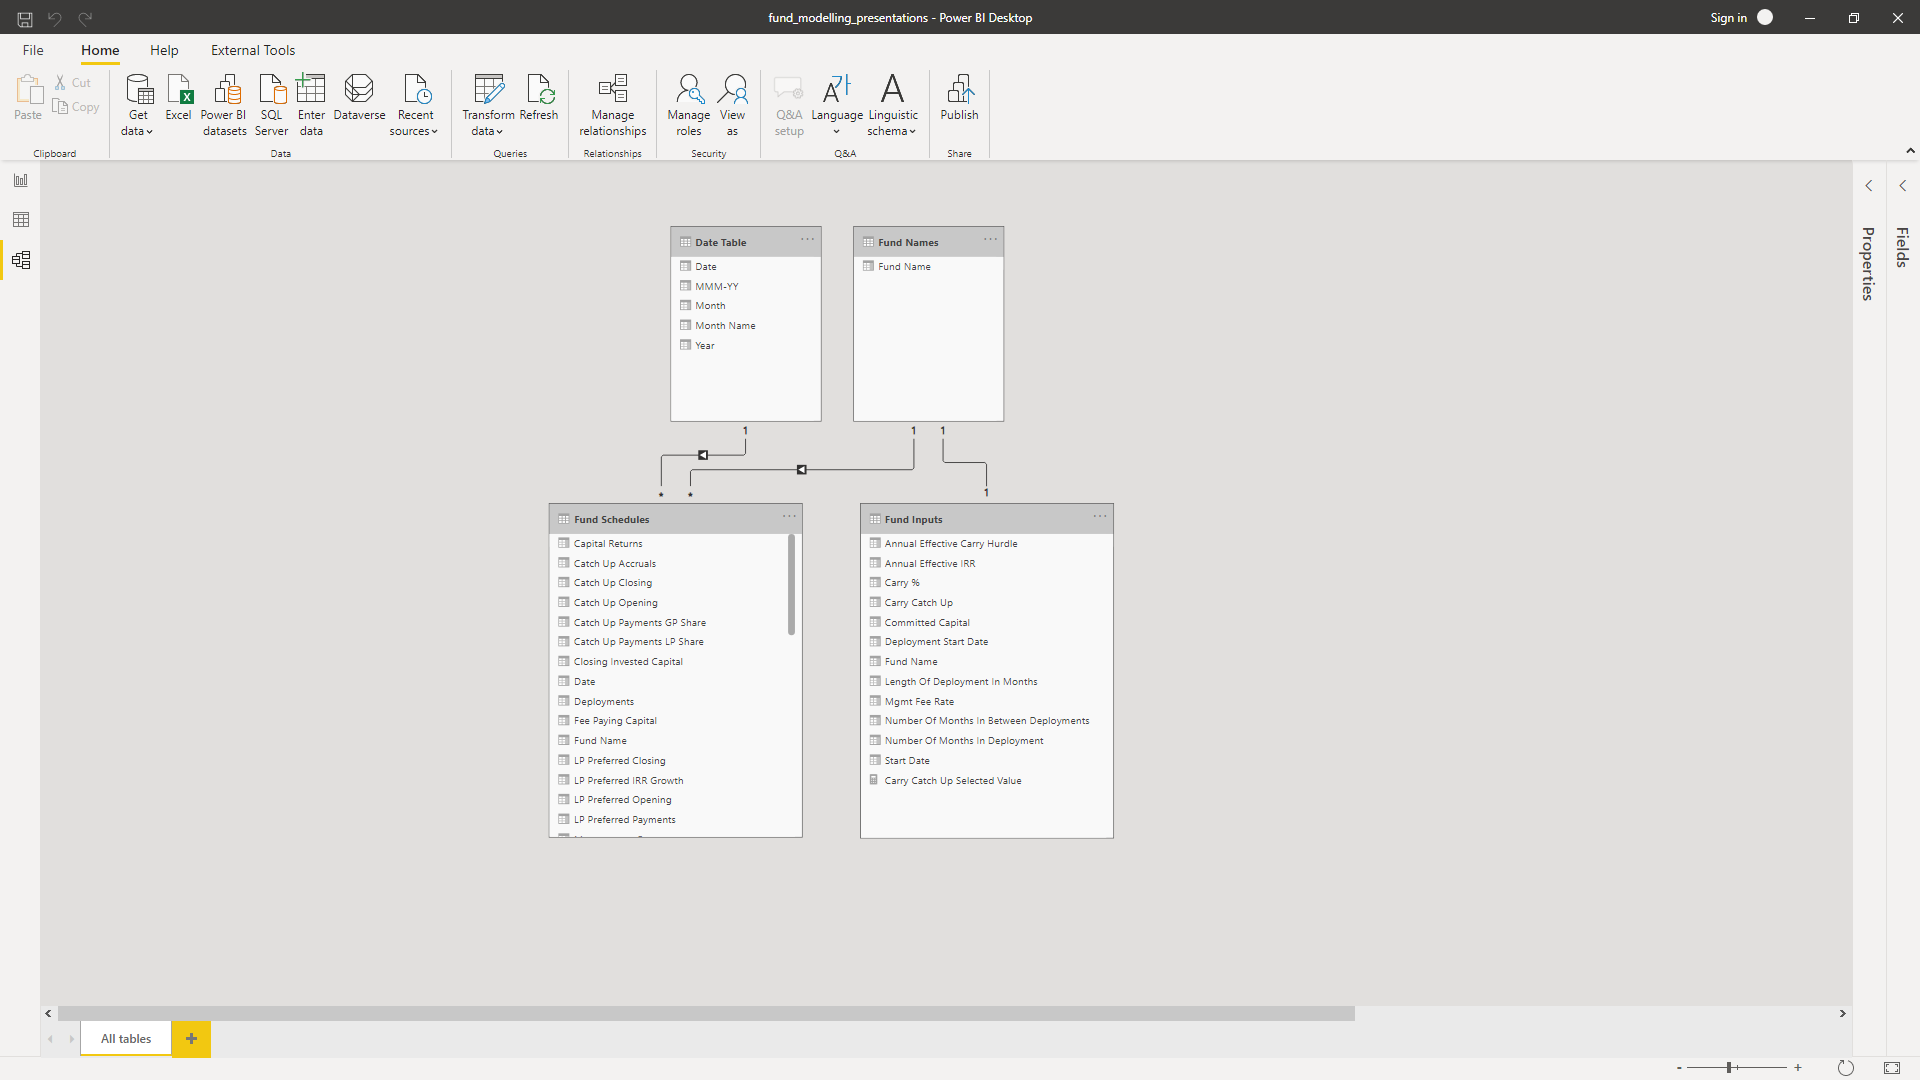 fund_modelling_presentations - Power BI Desktop
Sign in
File
Home
Help
External Tools
Paste
Cut
Copy
Clipboard
Get data
Excel
Power BI datasets
SQL Server
Enter data
Dataverse
Recent sources
Data
Transform data
Refresh
Queries
Manage relationships
Relationships
Manage roles
View as
Security
Q&A setup
Language
Linguistic schema
Q&A
Publish
Share
Properties
Fields
Date Table
Date
MMM-YY
Month
Month Name
Year
Fund Names
Fund Name
1
1
1
*
*
1
Fund Schedules
Capital Returns
Catch Up Accruals
Catch Up Closing
Catch Up Opening
Catch Up Payments GP Share
Catch Up Payments LP Share
Closing Invested Capital
Date
Deployments
Fee Paying Capital
Fund Name
LP Preferred Closing
LP Preferred IRR Growth
LP Preferred Opening
LP Preferred Payments
Fund Inputs
Annual Effective Carry Hurdle
Annual Effective IRR
Carry %
Carry Catch Up
Committed Capital
Deployment Start Date
Fund Name
Length Of Deployment In Months
Mgmt Fee Rate
Number Of Months In Between Deployments
Number Of Months In Deployment
Start Date
Carry Catch Up Selected Value
All tables